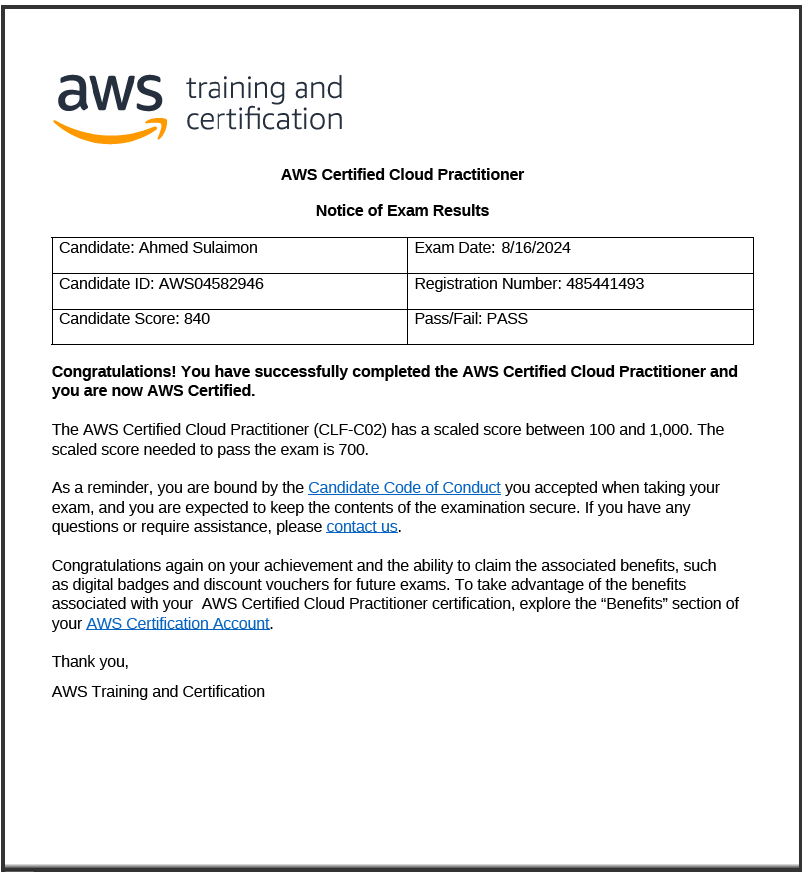 aws training and
certification
AWS Certified Cloud Practitioner
Notice of Exam Results
Candidate: Ahmed Sulaimon
Exam Date: 8/16/2024
Candidate ID: AWS04582946
Registration Number: 485441493
Candidate Score: 840
Pass/Fail: PASS
Congratulations! You have successfully completed the AWS Certified Cloud Practitioner and
you are now AWS Certified.
The AWS Certified Cloud Practitioner (CLF-C02) has a scaled score between 100 and 1,000. The
scaled score needed to pass the exam is 700.
As a reminder, you are bound by the Candidate Code of Conduct you accepted when taking your
exam, and you are expected to keep the contents of the examination secure. If you have any
questions or require assistance, please contact us.
Congratulations again on your achievement and the ability to claim the associated benefits, such
as digital badges and discount vouchers for future exams. To take advantage of the benefits
associated with your  AWS Certified Cloud Practitioner certification, explore the “Benefits” section of
your AWS Certification Account.
Thank you,
AWS Training and Certification